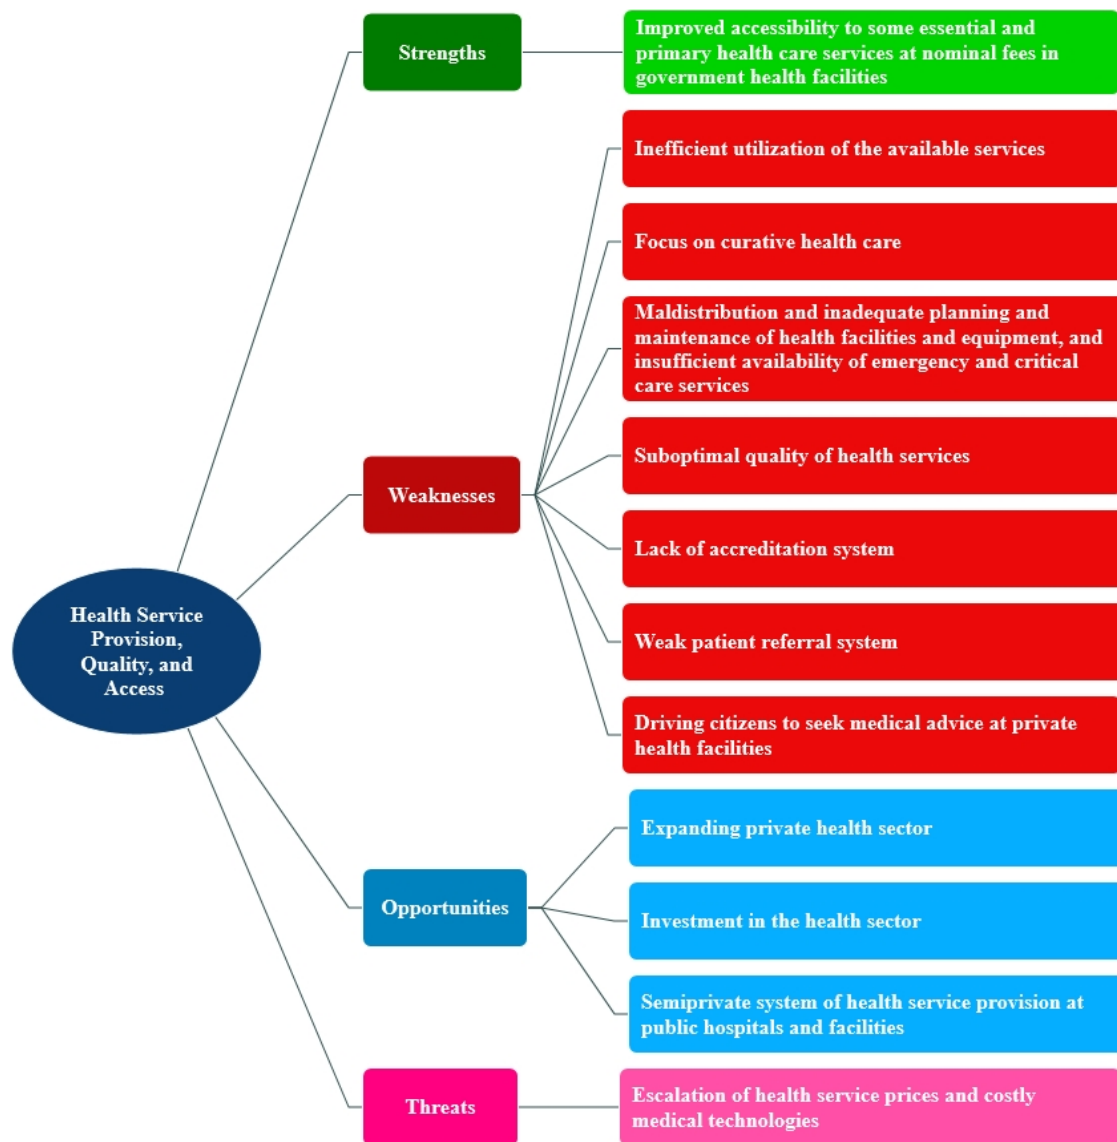 Strengths
Improved accessibility to some essential and
primary health care services at nominal fees in
government health facilities
Inefficient utilization of the available services
Focus on curative health care
Maldistribution and inadequate planning and
maintenance of health facilities and equipment, and
insufficient availability of emergency and critical
care services
Weaknesses
Suboptimal quality of health services
Lack of accreditation system
Weak patient referral system
Driving citizens to seek medical advice at private
health facilities
Health Service
Provision,
Quality, and
Access
Opportunities
Expanding private health sector
Investment in the health sector
Semiprivate system of health service provision at
public hospitals and facilities
Threats
Escalation of health service prices and costly
medical technologies